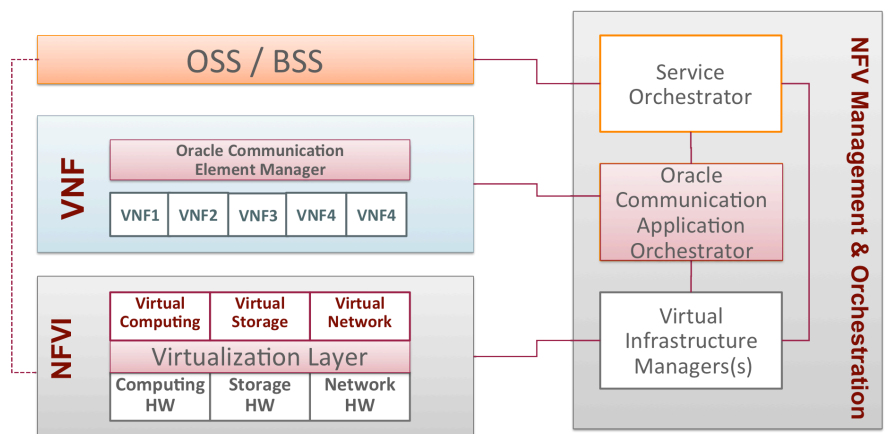 OSS / BSS
VNF
Oracle Communication
Element Manager
VNF1 VNF2 VNF3 VNF4 VNF4
NFVI
Virtual
Computing
Virtual
Storage
Virtual
Network
Virtualization Layer
Computing
HW
Storage
HW
Network
HW
Service
Orchestrator
Oracle
Communication
Application
Orchestrator
Virtual
Infrastructure
Managers(s)
NFV Management & Orchestration